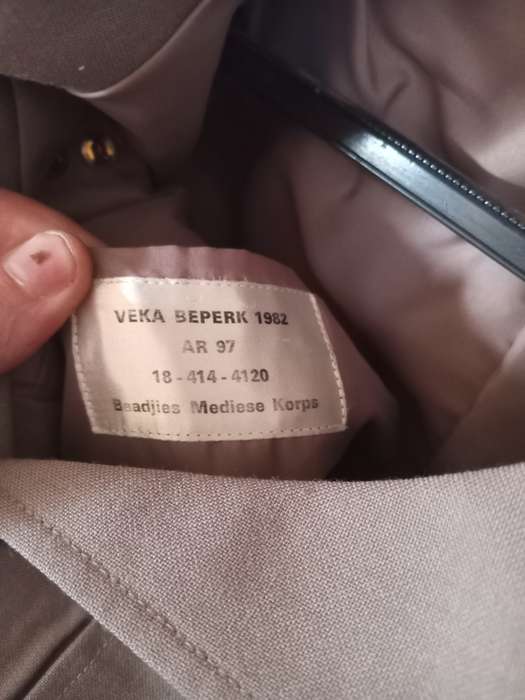 VEKA BEPERK 1982
AR 97
18-414-4120
Baadjies Mediese Korps